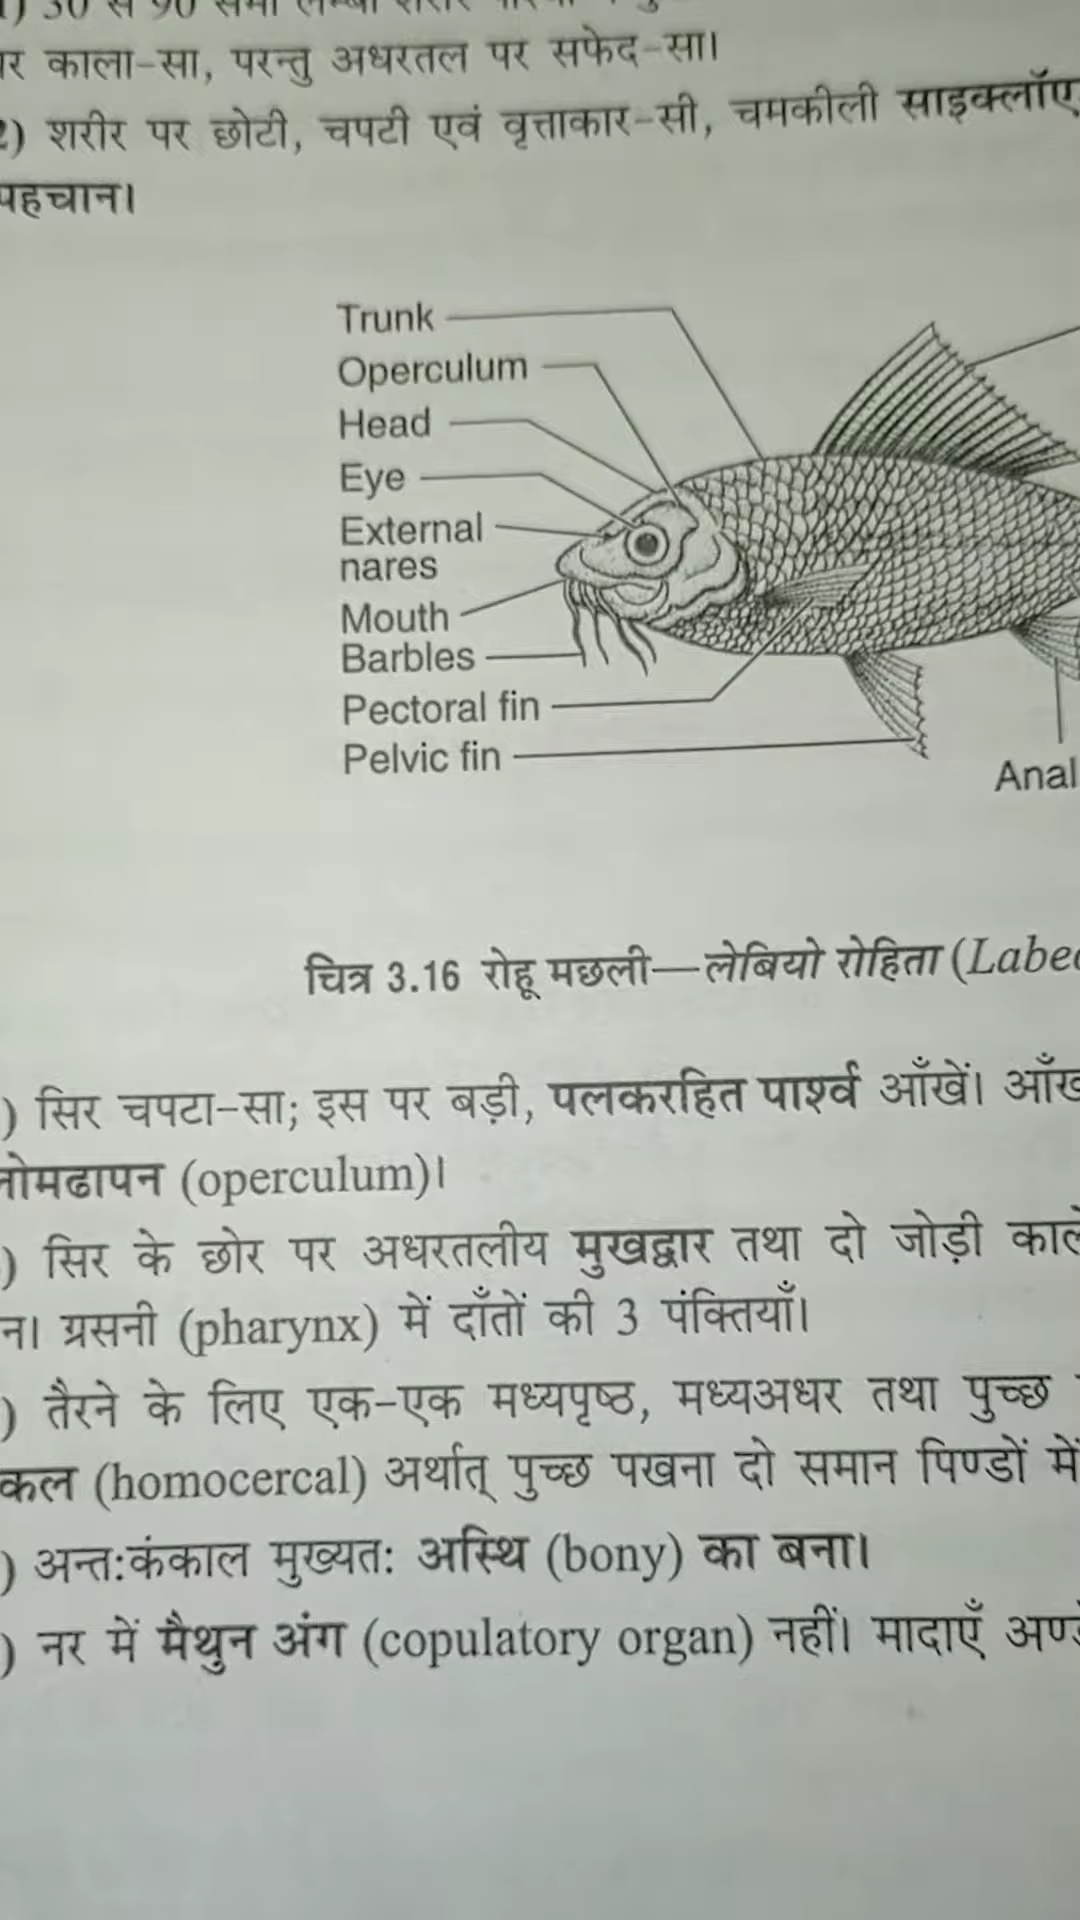 काला-सा, परन्तु अधरतल पर सफेद-सा।
शरीर पर छोटी, चपटी एवं वृत्ताकार-सी, चमकीली
पहचान।
Trunk
Operculum
Head
Eye
External
nares
Mouth
Barbles
Pectoral fin
Pelvic fin
Anal
चित्र 3.16 रोहू मछली—लेबियो रोहिता (Labeo
) सिर चपटा-सा; इस पर बड़ी, पलकरहित पार्श्व आँखें।
(operculum)।
) सिर के छोर पर अधरतलीय मुखद्वार तथा दो जोड़ी
ग्रसनी (pharynx) में दाँतों की 3 पंक्तियाँ।
) तैरने के लिए एक-एक मध्यपृष्ठ, मध्यअधर तथा पुच्छ
(homocercal) अर्थात् पुच्छ पखना दो समान पिण्डों में
) अन्त:कंकाल मुख्यत: अस्थि (bony) का बना।
) नर में मैथुन अंग (copulatory organ) नहीं। मादाएँ